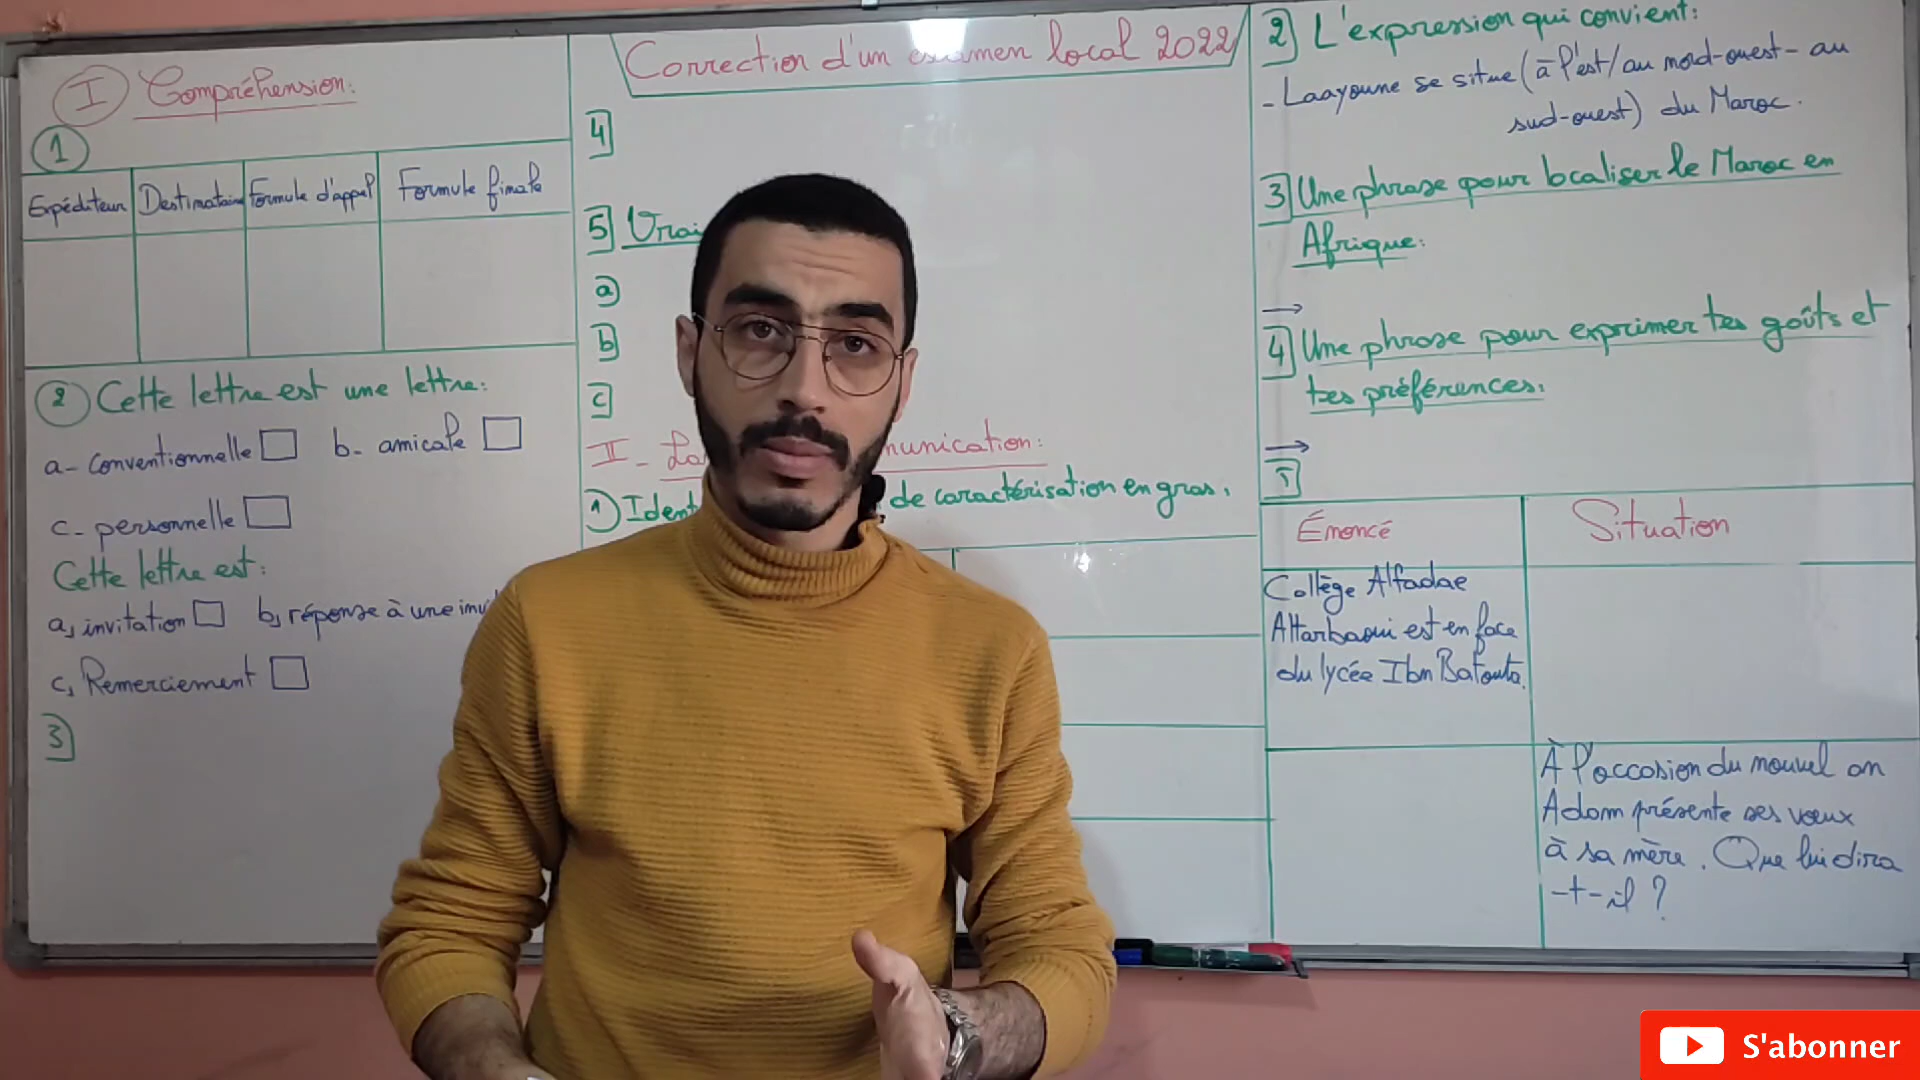 Correction d'un examen local 2022
I Compréhension:
1
Expéditeur Destinataire Formule d'appel Formule finale
2 Cette lettre est une lettre:
a- conventionnelle b- amicale
c- personnelle
Cette lettre est:
a, invitation b, réponse à une
c, Remerciement
3
4
5 Vrai
a
b
c
II -
1) de caractérisation en gras.
2 L'expression qui convient:
- Laayoune se situe (à l'est/au nord-ouest - au
sud-ouest) du Maroc.
3 Une phrase pour localiser le Maroc en
Afrique:
→
4 Une phrase pour exprimer tes goûts et
tes préférences:
→
5
Énoncé Situation
Collège Alfadae
Attarbaoui est en face
du lycée Ibn Batouta.
À l'occasion du nouvel an
Adam présente ses vœux
à sa mère. Que lui dira
-t-il ?
S'abonner